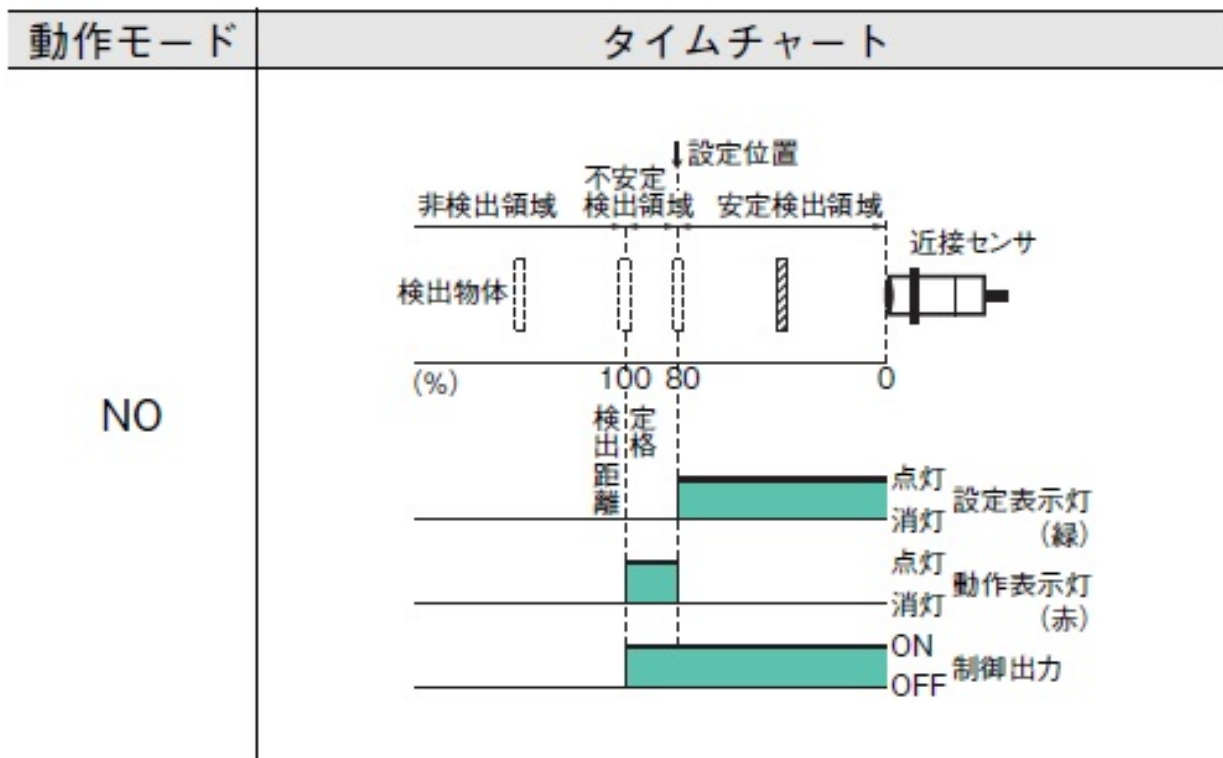 動作モード
タイムチャート
NO
設定位置
不安定
非検出領域 検出領域 安定検出領域
近接センサ
検出物体
(%) 100 80 0
検出距離
定格
点灯
消灯
設定表示灯
(緑)
点灯
消灯
動作表示灯
(赤)
ON
OFF
制御出力